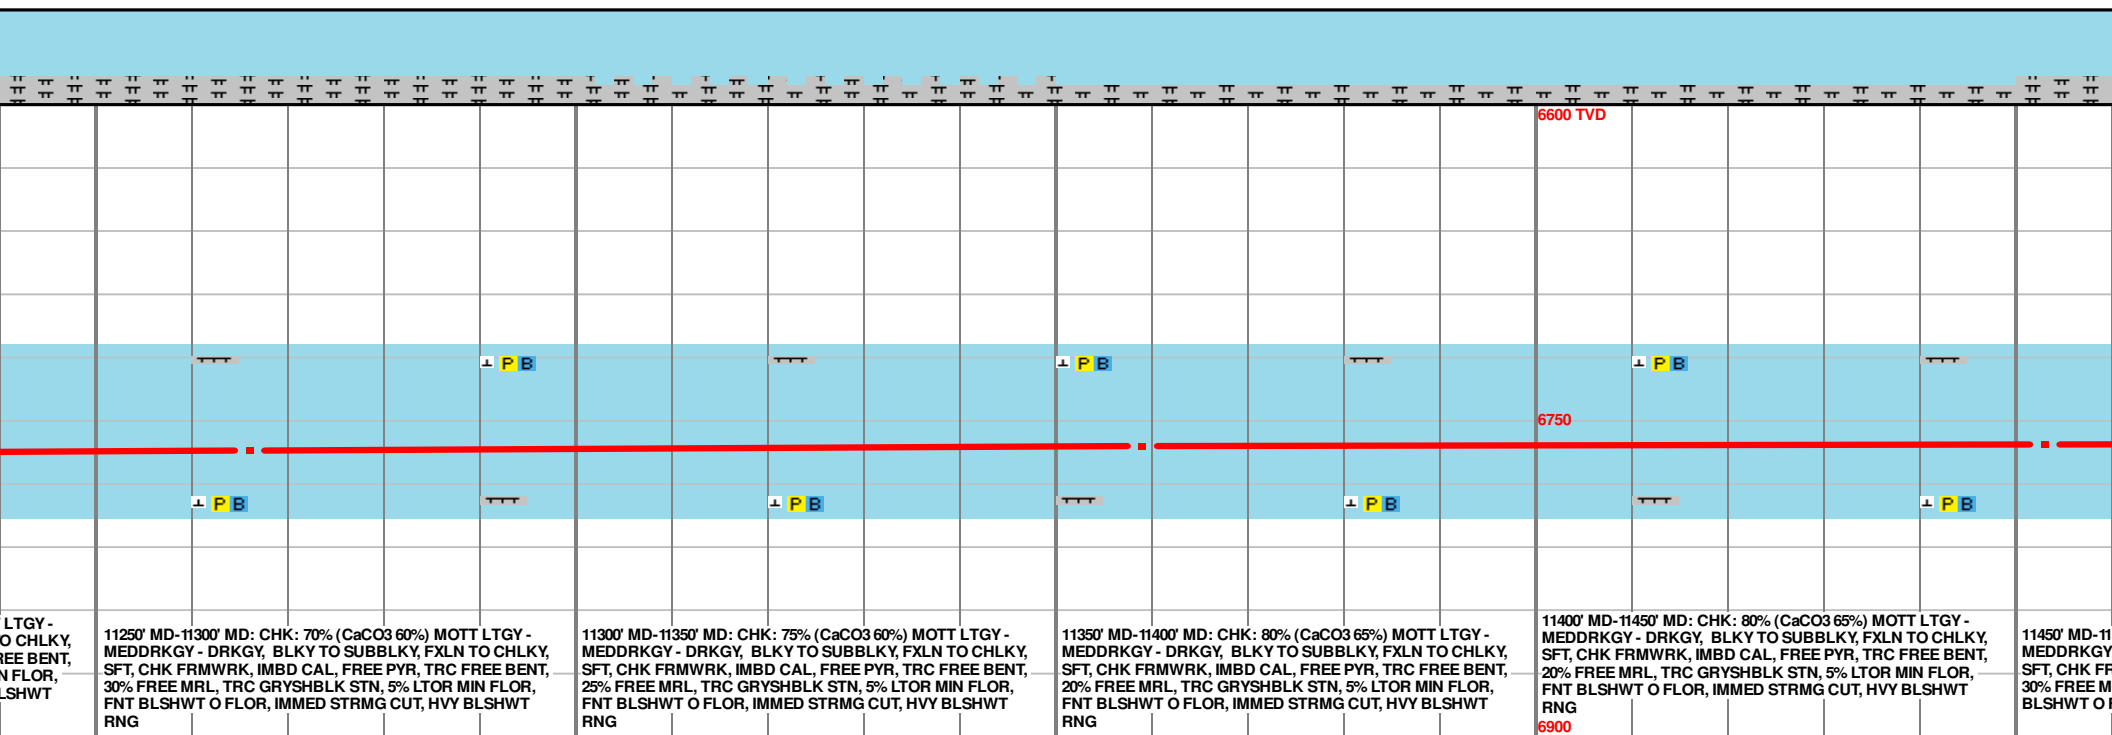 6600 TVD
P B
P B
P B
6750
P B
P B
P B
P B
LTGY -
O CHLKY,
REE BENT,
N FLOR,
LSHWT
11250' MD-11300' MD: CHK: 70% (CaCO3 60%) MOTT LTGY -
MEDDRKGY - DRKGY, BLKY TO SUBBLKY, FXLN TO CHLKY,
SFT, CHK FRMWRK, IMBD CAL, FREE PYR, TRC FREE BENT,
30% FREE MRL, TRC GRYSHBLK STN, 5% LTOR MIN FLOR,
FNT BLSHWT O FLOR, IMMED STRMG CUT, HVY BLSHWT
RNG
11300' MD-11350' MD: CHK: 75% (CaCO3 60%) MOTT LTGY -
MEDDRKGY - DRKGY, BLKY TO SUBBLKY, FXLN TO CHLKY,
SFT, CHK FRMWRK, IMBD CAL, FREE PYR, TRC FREE BENT,
25% FREE MRL, TRC GRYSHBLK STN, 5% LTOR MIN FLOR,
FNT BLSHWT O FLOR, IMMED STRMG CUT, HVY BLSHWT
RNG
11350' MD-11400' MD: CHK: 80% (CaCO3 65%) MOTT LTGY -
MEDDRKGY - DRKGY, BLKY TO SUBBLKY, FXLN TO CHLKY,
SFT, CHK FRMWRK, IMBD CAL, FREE PYR, TRC FREE BENT,
20% FREE MRL, TRC GRYSHBLK STN, 5% LTOR MIN FLOR,
FNT BLSHWT O FLOR, IMMED STRMG CUT, HVY BLSHWT
RNG
11400' MD-11450' MD: CHK: 80% (CaCO3 65%) MOTT LTGY -
MEDDRKGY - DRKGY, BLKY TO SUBBLKY, FXLN TO CHLKY,
SFT, CHK FRMWRK, IMBD CAL, FREE PYR, TRC FREE BENT,
20% FREE MRL, TRC GRYSHBLK STN, 5% LTOR MIN FLOR,
FNT BLSHWT O FLOR, IMMED STRMG CUT, HVY BLSHWT
RNG
6900
11450' MD-11
MEDDRKGY
SFT, CHK FR
30% FREE M
BLSHWT O F